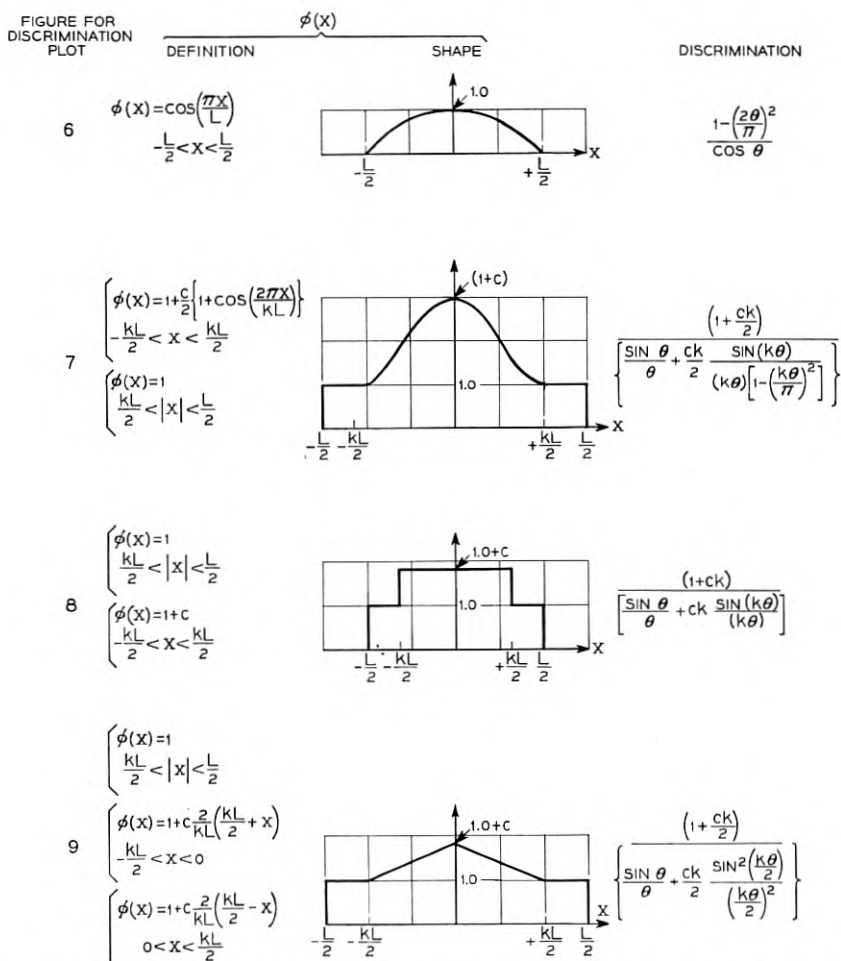 FIGURE FOR DISCRIMINATION PLOT
ϕ(X)
DEFINITION
SHAPE
DISCRIMINATION
6
ϕ(X)=COS(πX/L)
-L/2<X<L/2
1.0
X
-L/2
+L/2
(1-(2θ/π)²)/(COS θ)
7
ϕ(X)=1+C/2{1+COS(2πX/kL)}
-kL/2<X<kL/2
ϕ(X)=1
kL/2<|X|<L/2
(1+C)
1.0
X
-L/2
-kL/2
+kL/2
L/2
(1+Ck/2)/{SIN θ/θ+Ck/2 SIN(kθ)/((kθ)[1-(kθ/π)²])}
8
ϕ(X)=1
kL/2<|X|<L/2
ϕ(X)=1+C
-kL/2<X<kL/2
1.0+C
1.0
X
-L/2
-kL/2
+kL/2
L/2
(1+Ck)/[SIN θ/θ+Ck SIN(kθ)/(kθ)]
9
ϕ(X)=1
kL/2<|X|<L/2
ϕ(X)=1+C 2/kL(kL/2+X)
-kL/2<X<0
ϕ(X)=1+C 2/kL(kL/2-X)
0<X<kL/2
1.0+C
1.0
X
-L/2
-kL/2
+kL/2
L/2
(1+Ck/2)/{SIN θ/θ+Ck/2 SIN²(kθ/2)/(kθ/2)²}